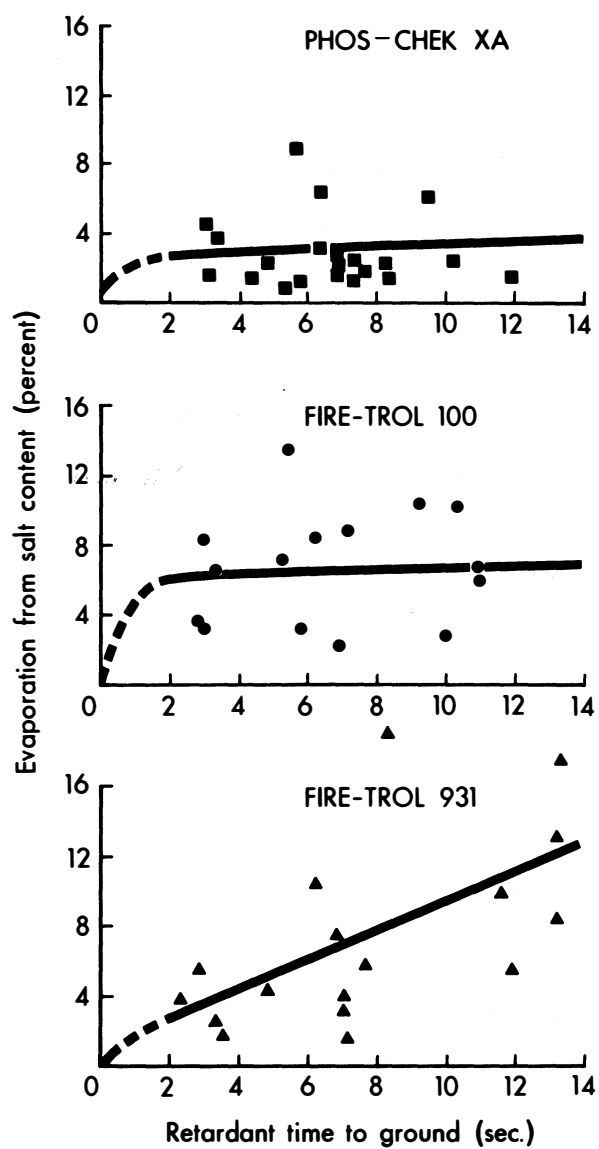 Evaporation from salt content (percent)
PHOS-CHEK XA
16
12
8
4
0 2 4 6 8 10 12 14
FIRE-TROL 100
16
12
8
4
0 2 4 6 8 10 12 14
FIRE-TROL 931
16
12
8
4
0 2 4 6 8 10 12 14
Retardant time to ground (sec.)